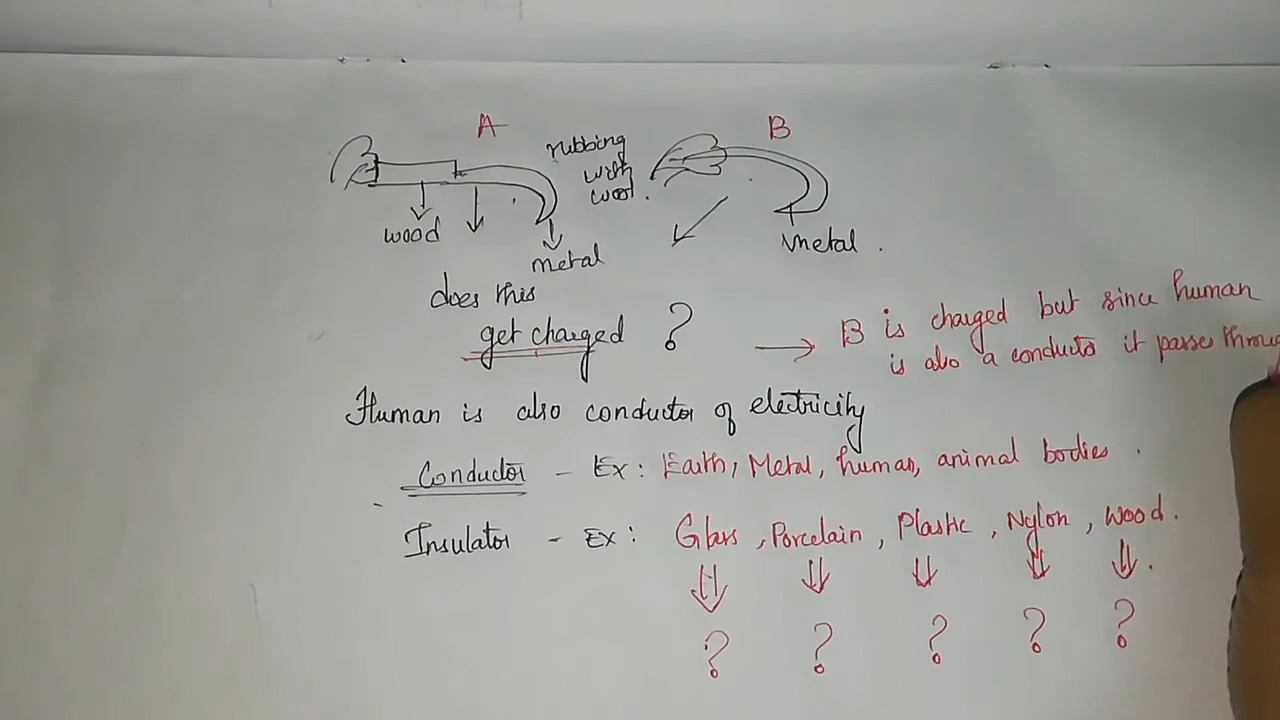 A
B
rubbing
with
wool.
wood
metal
metal.
does this
get charged ?
→ B is charged but since human
is also a conducto it passe throu
Human is also conductor of electricity
Conductor - Ex: Earth, Metal, human, animal bodies.
Insulator - Ex: Glass, Porcelain, Plastic, Nylon, Wood.
? ? ? ? ?